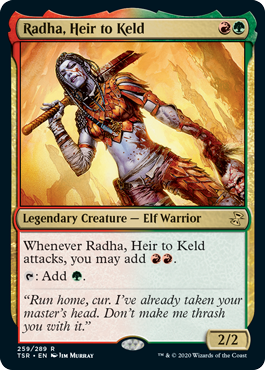 Radha, Heir to Keld
Legendary Creature — Elf Warrior
Whenever Radha, Heir to Keld
attacks, you may add
: Add
“Run home, cur. I’ve already taken your
master’s head. Don’t make me thrash
you with it.”
2/2
259/289 R
TSR • EN Jim Murray
™ & © 2020 Wizards of the Coast